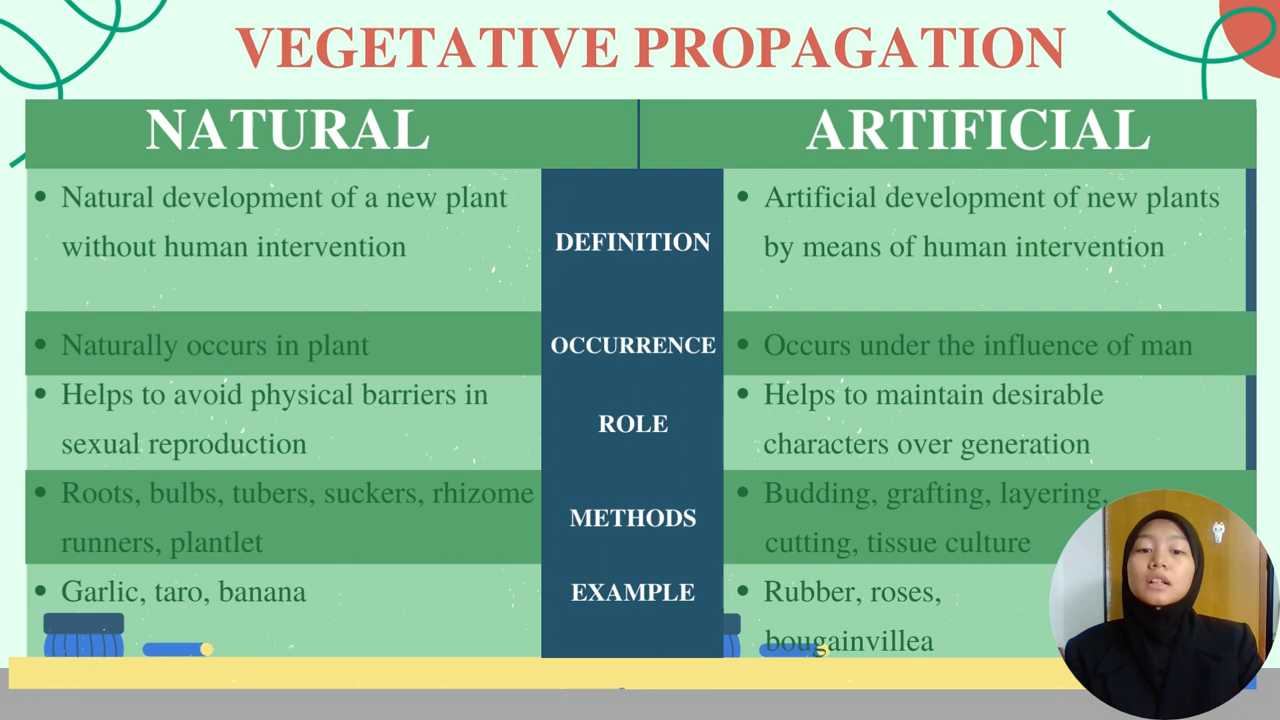 VEGETATIVE PROPAGATION
NATURAL
ARTIFICIAL
• Natural development of a new plant
without human intervention
DEFINITION
• Artificial development of new plants
by means of human intervention
• Naturally occurs in plant
OCCURRENCE
• Occurs under the influence of man
• Helps to avoid physical barriers in
sexual reproduction
ROLE
• Helps to maintain desirable
characters over generation
• Roots, bulbs, tubers, suckers, rhizome
runners, plantlet
METHODS
• Budding, grafting, layering,
cutting, tissue culture
• Garlic, taro, banana
EXAMPLE
• Rubber, roses,
bougainvillea